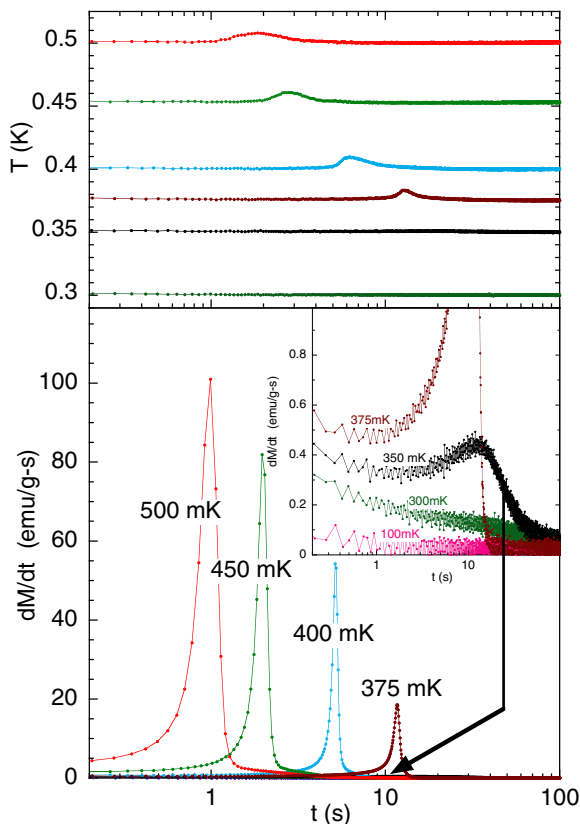 0.5
0.45
0.4
0.35
0.3
T (K)
100
80
60
40
20
0
dM/dt (emu/g-s)
500 mK
450 mK
400 mK
375 mK
0.8
0.6
0.4
0.2
0
dM/dt (emu/g-s)
375mK
350 mK
300mK
100mK
1
10
t (s)
1
10
100
t (s)